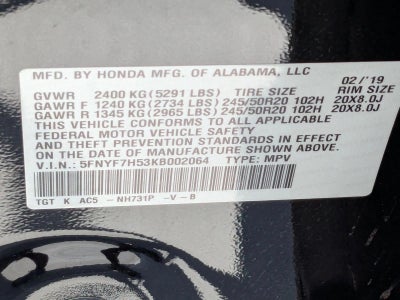 MFD. BY HONDA MFG. OF ALABAMA, LLC 02/'19
GVWR 2400 KG(5291 LBS) TIRE SIZE RIM SIZE
GAWR F 1240 KG(2734 LBS) 245/50R20 102H 20X8.0J
GAWR R 1345 KG(2965 LBS) 245/50R20 102H 20X8.0J
THIS VEHICLE CONFORMS TO ALL APPLICABLE
FEDERAL MOTOR VEHICLE SAFETY
AND THEFT PREVENTION STANDARDS
IN EFFECT ON THE
DATE OF MANUFACTURE SHOWN ABOVE.
V.I.N.: 5FNYF7H53KB002064 TYPE: MPV
TGT K AC5 -NH731P -V-B